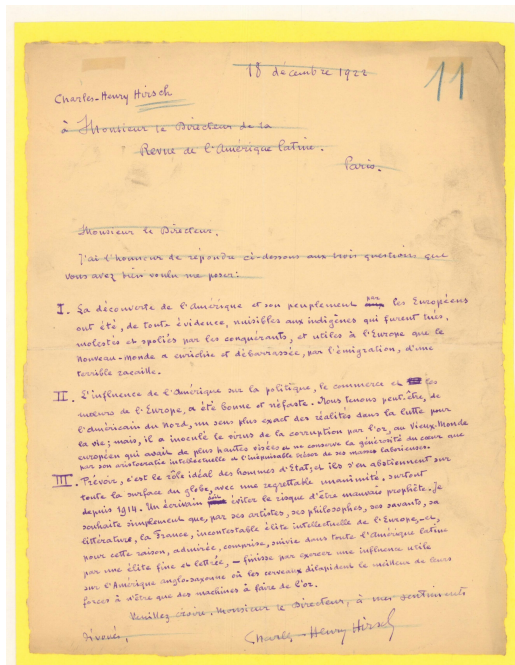 18 décembre 1922
11
Charles-Henry Hirsch
à Monsieur le Directeur de la
Revue de l'Amérique latine.
Paris.
Monsieur le Directeur,
J'ai l'honneur de répondre ci-dessous aux trois questions que
vous avez bien voulu me poser:
I. La découverte de l'Amérique et son peuplement par les Européens
ont été, de toute évidence, nuisibles aux indigènes qui furent tués,
molestés et spoliés par les conquérants, et utiles à l'Europe que le
Nouveau-Monde a enrichie et débarrassée, par l'émigration, d'une
terrible racaille.
II. L'influence de l'Amérique sur la politique, le commerce et les
mœurs de l'Europe, a été bonne et néfaste. Nous tenons peut-être, de
l'américain du Nord, un sens plus exact des réalités dans la lutte pour
la vie; mais, il a inoculé le virus de la corruption par l'or, au Vieux-Monde
européen qui avait de plus hautes visées et un conserva la générosité du cœur que
par son aristocratie intellectuelle et l'inépuisable trésor de ses mœurs laborieuses.
III. Prévoir, c'est le rôle idéal des hommes d'Etat; et ils s'en abstiennent sur
toute la surface du globe, avec une regrettable unanimité, surtout
depuis 1914. Un écrivain doit éviter le risque d'être mauvais prophète. Je
souhaite simplement que, par ses artistes, ses philosophes, ses savants, sa
littérature, la France, incontestable élite intellectuelle de l'Europe,-et,
pour cette raison, admirée, comprise, suivie dans toute l'Amérique latine
par une élite fine et lettrée, – finisse par exercer une influence utile
sur l'Amérique anglo-saxonne où les cerveaux dilapident le meilleur de leurs
forces à n'être que des machines à faire de l'or.
Veuillez croire, Monsieur le Directeur, à mes sentiments
dévoués,
Charles-Henry Hirsch